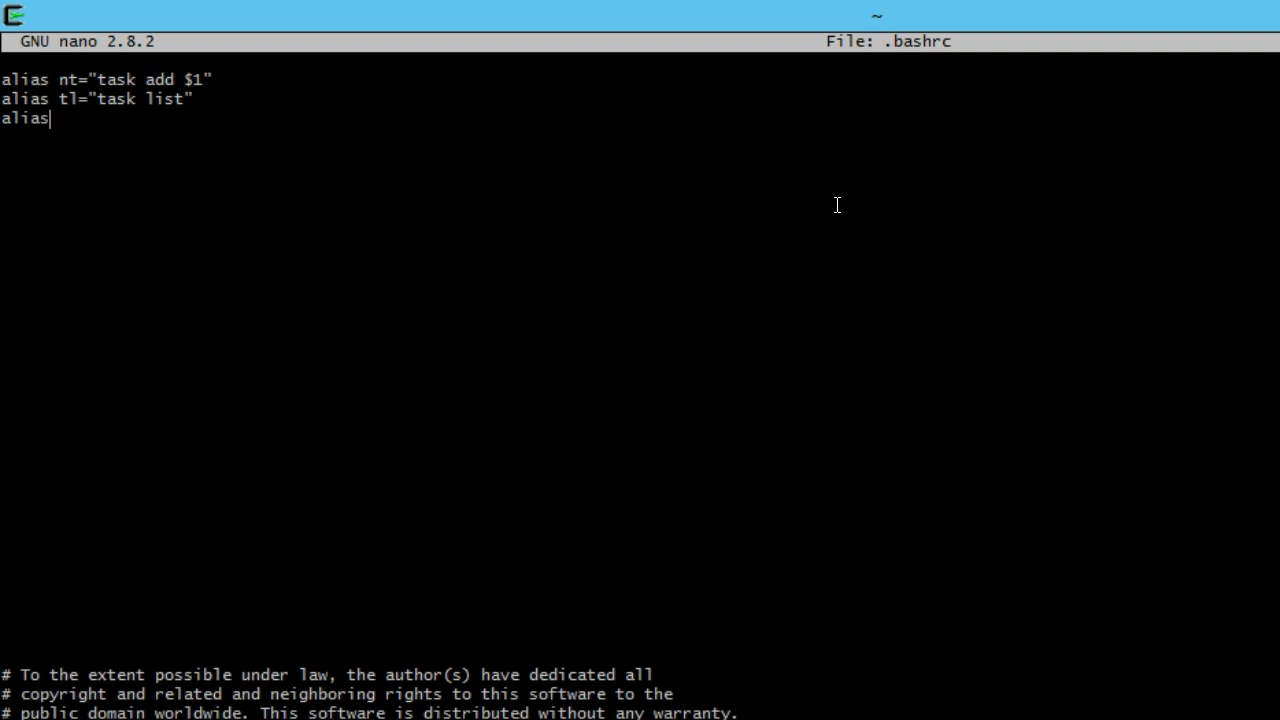 ~
GNU nano 2.8.2 File: .bashrc
alias nt="task add $1"
alias tl="task list"
alias
# To the extent possible under law, the author(s) have dedicated all
# copyright and related and neighboring rights to this software to the
# public domain worldwide. This software is distributed without any warranty.